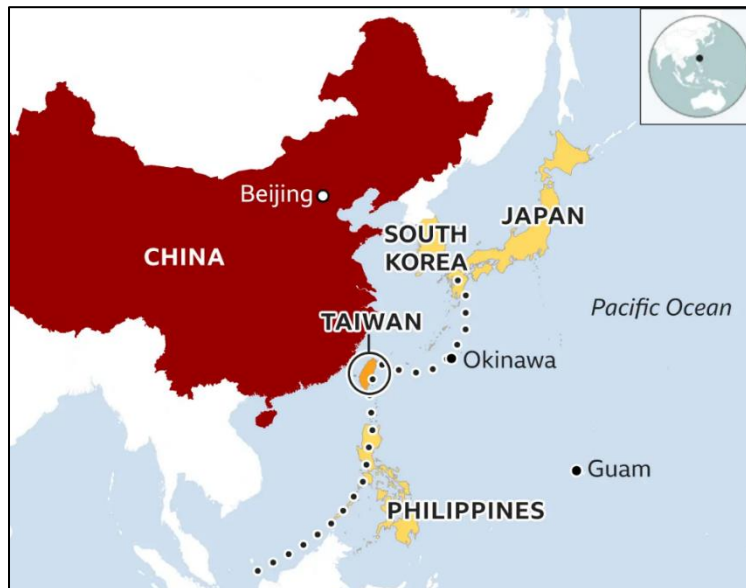 Beijing
JAPAN
SOUTH
KOREA
CHINA
Pacific Ocean
TAIWAN
Okinawa
Guam
PHILIPPINES